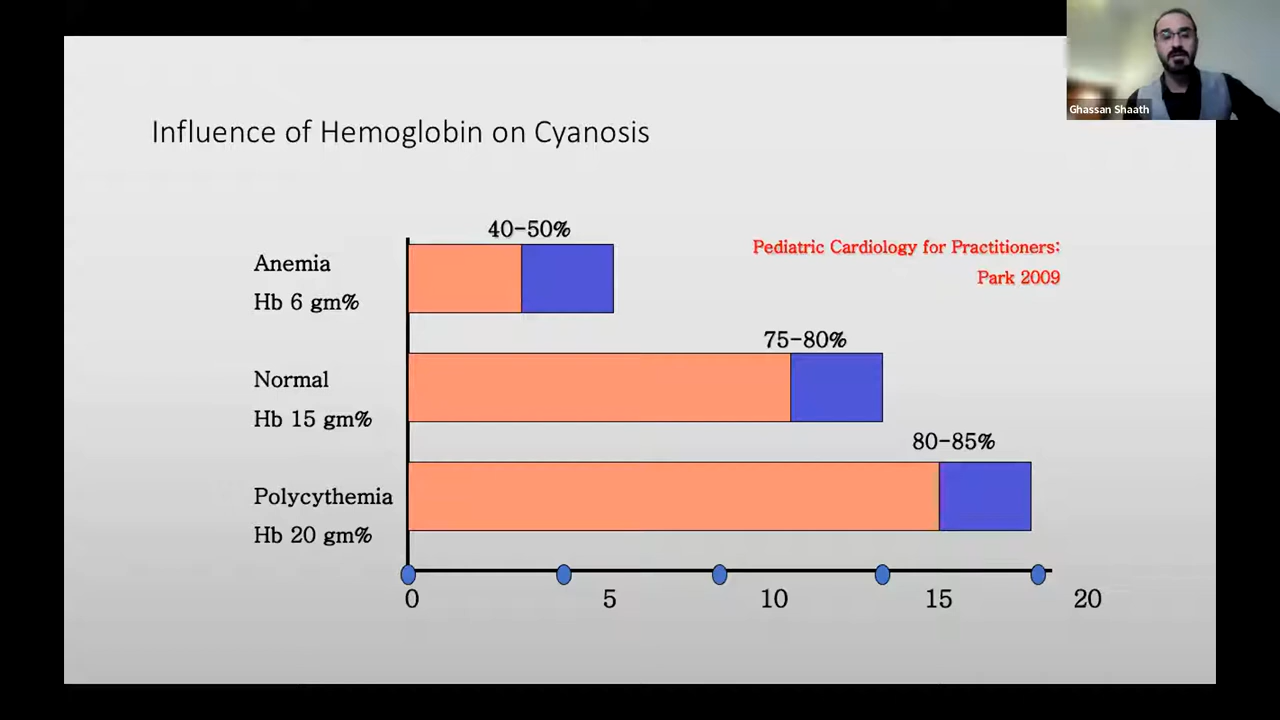 Ghassan Shaath
Influence of Hemoglobin on Cyanosis
40-50%
Anemia
Hb 6 gm%
Pediatric Cardiology for Practitioners:
Park 2009
75-80%
Normal
Hb 15 gm%
80-85%
Polycythemia
Hb 20 gm%
0 5 10 15 20